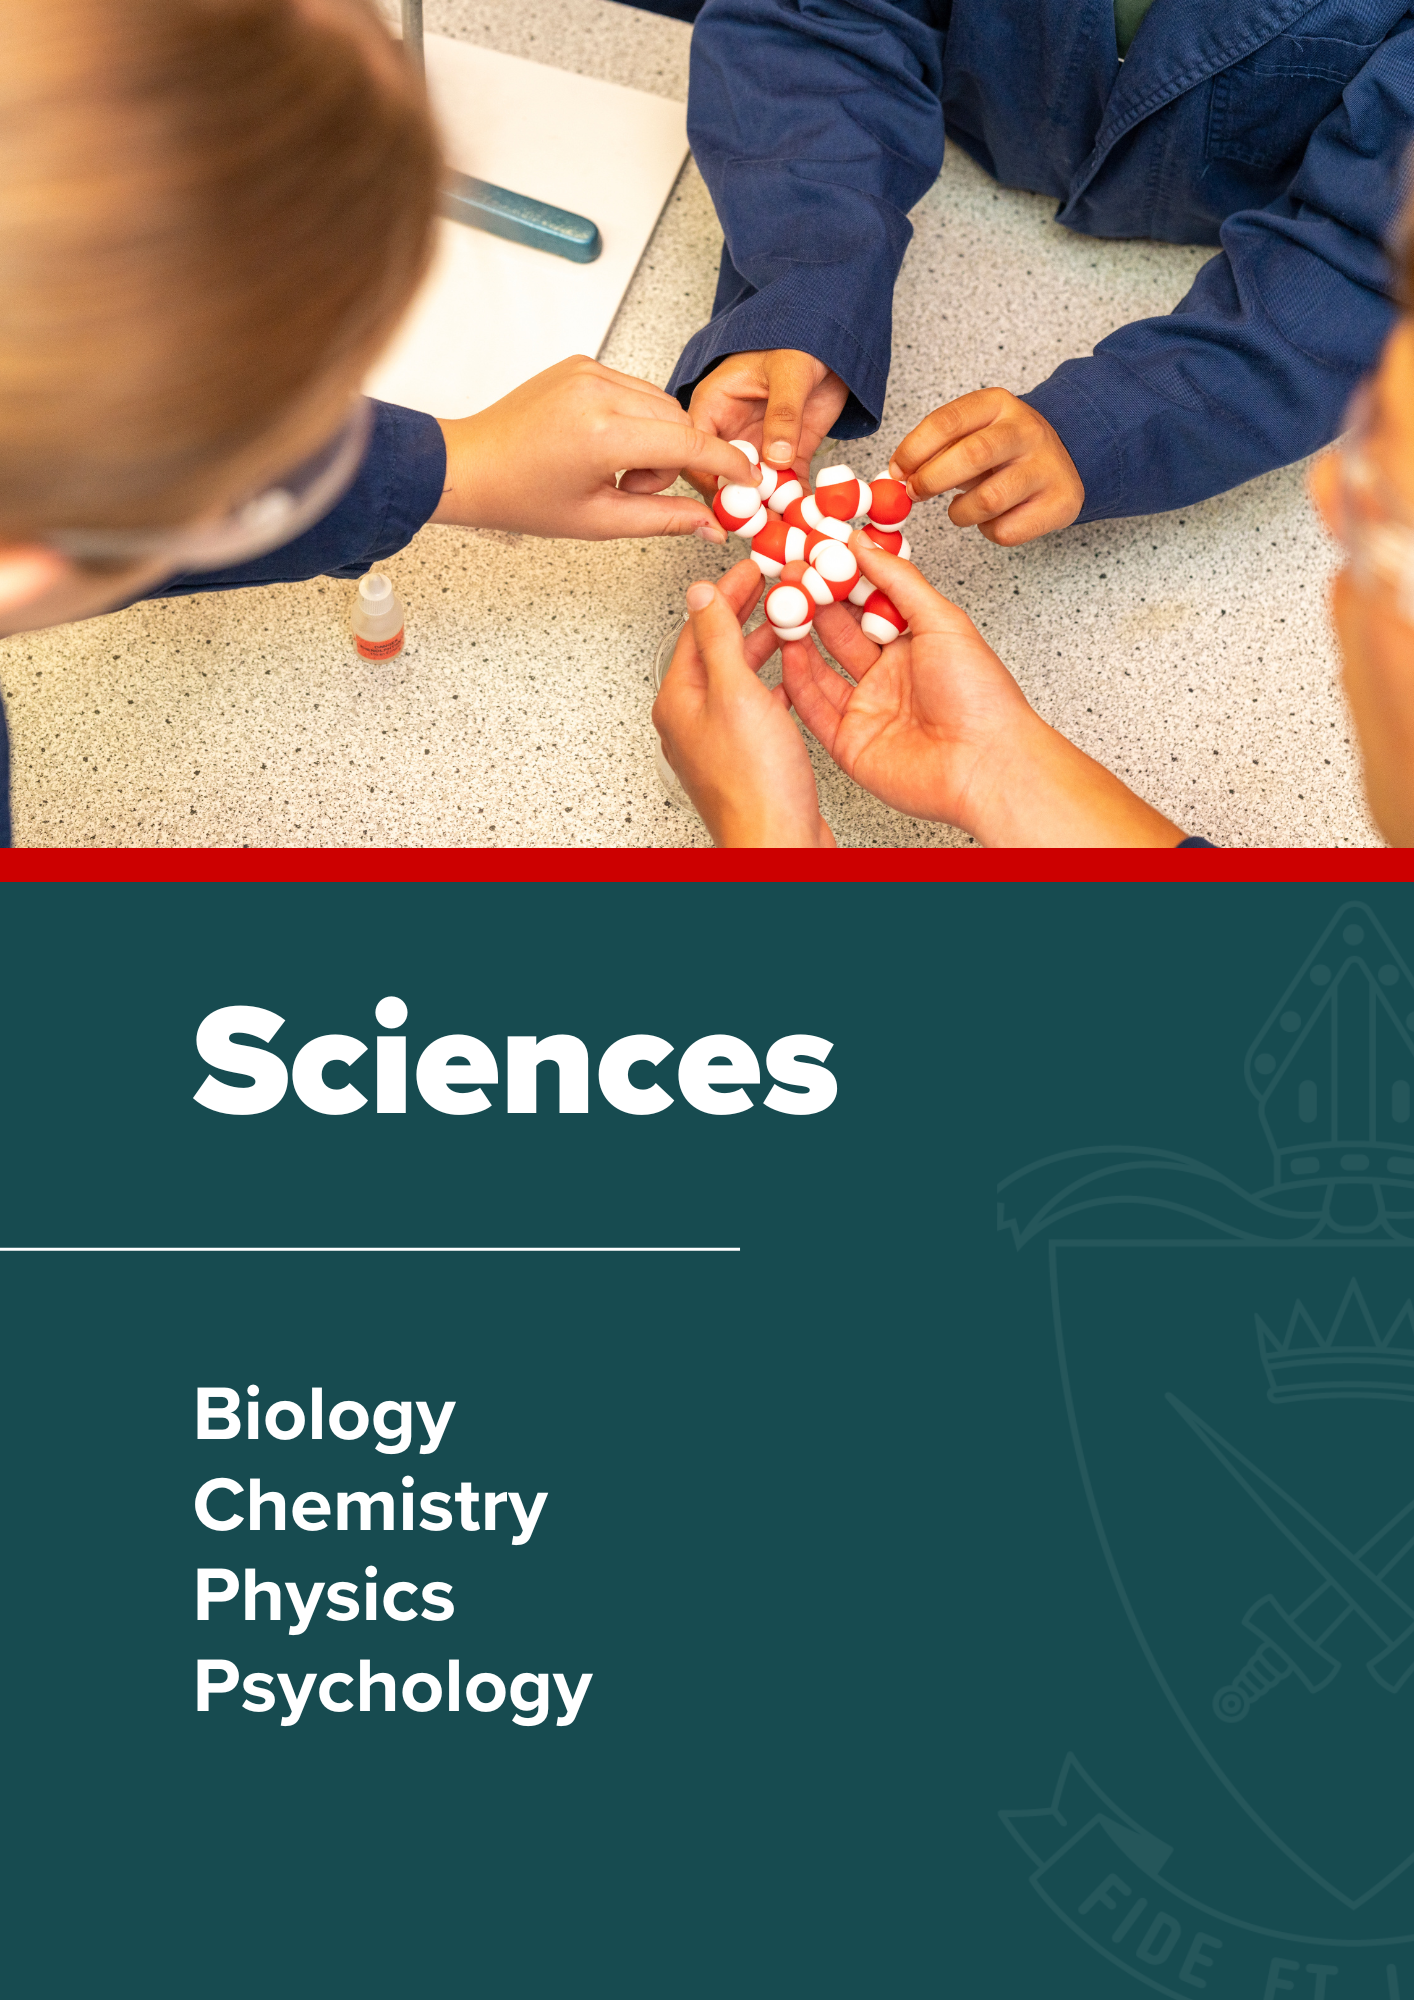 Sciences
Biology
Chemistry
Physics
Psychology
FIDE ET